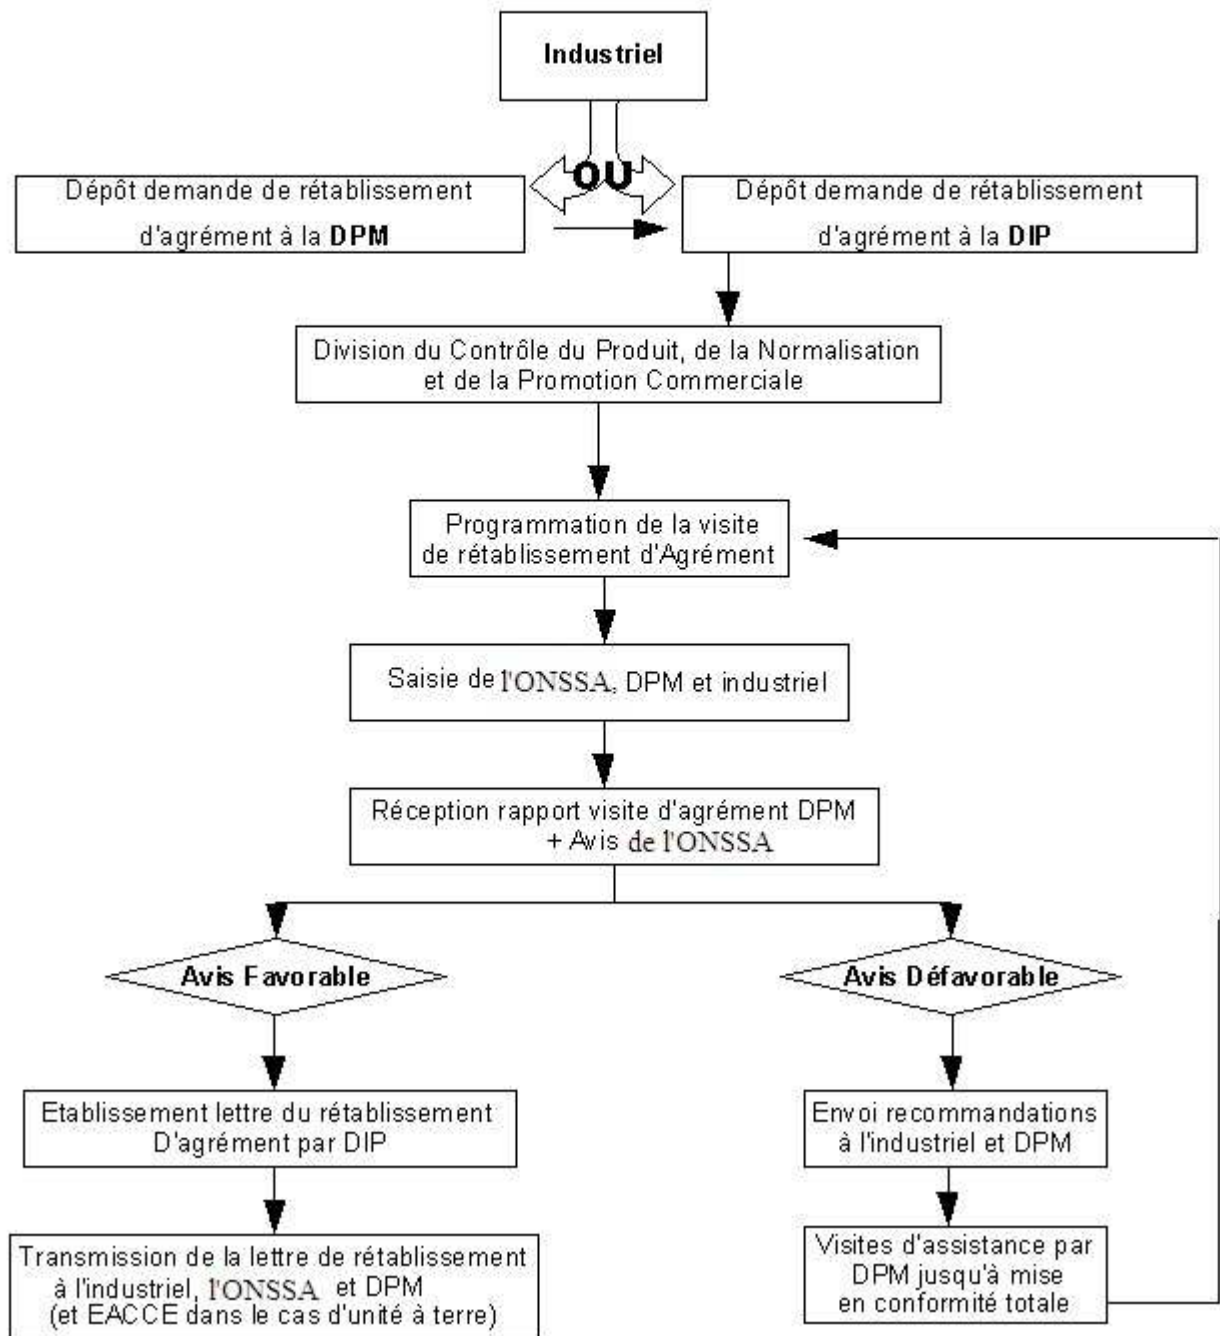 Industriel
OU
Dépôt demande de rétablissement
d'agrément à la DPM
Dépôt demande de rétablissement
d'agrément à la DIP
Division du Contrôle du Produit, de la Normalisation
et de la Promotion Commerciale
Programmation de la visite
de rétablissement d'Agrément
Saisie de l'ONSSA, DPM et industriel
Réception rapport visite d'agrément DPM
+ Avis de l'ONSSA
Avis Favorable
Avis Défavorable
Etablissement lettre du rétablissement
D'agrément par DIP
Envoi recommandations
à l'industriel et DPM
Transmission de la lettre de rétablissement
à l'industriel, l'ONSSA et DPM
(et EACCE dans le cas d'unité à terre)
Visites d'assistance par
DPM jusqu'à mise
en conformité totale